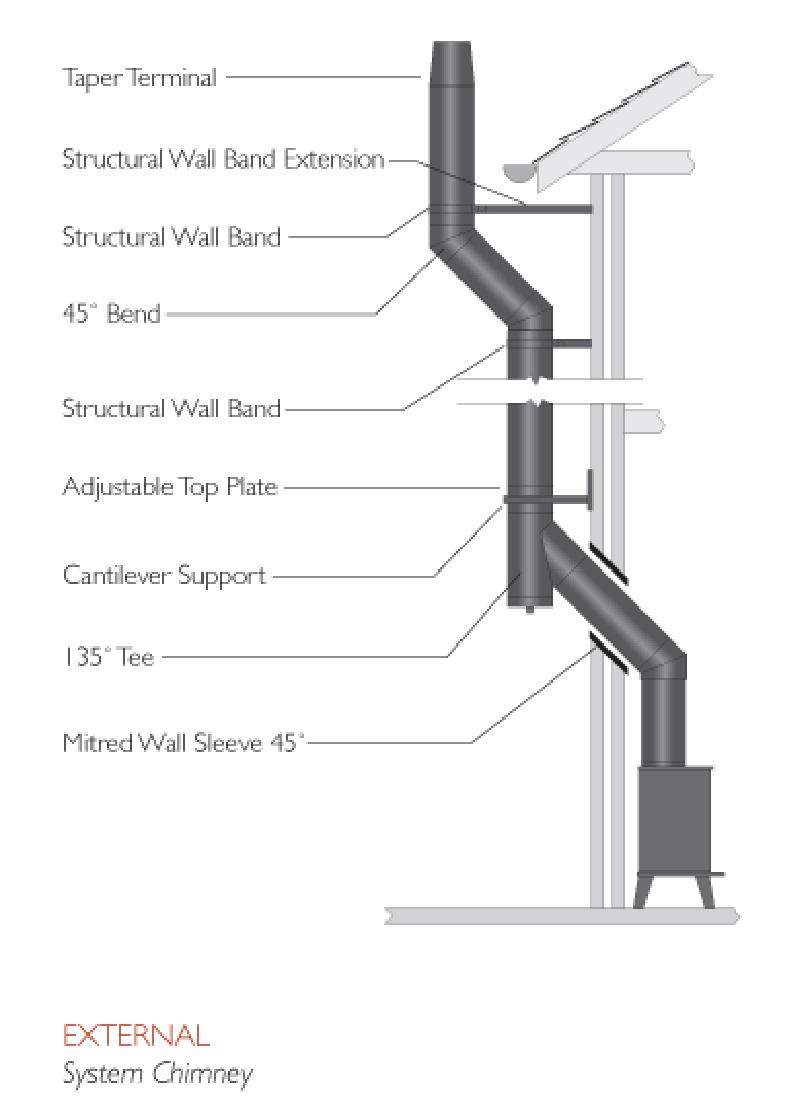 Taper Terminal
Structural Wall Band Extension
Structural Wall Band
45° Bend
Structural Wall Band
Adjustable Top Plate
Cantilever Support
135° Tee
Mitred Wall Sleeve 45°
EXTERNAL
System Chimney